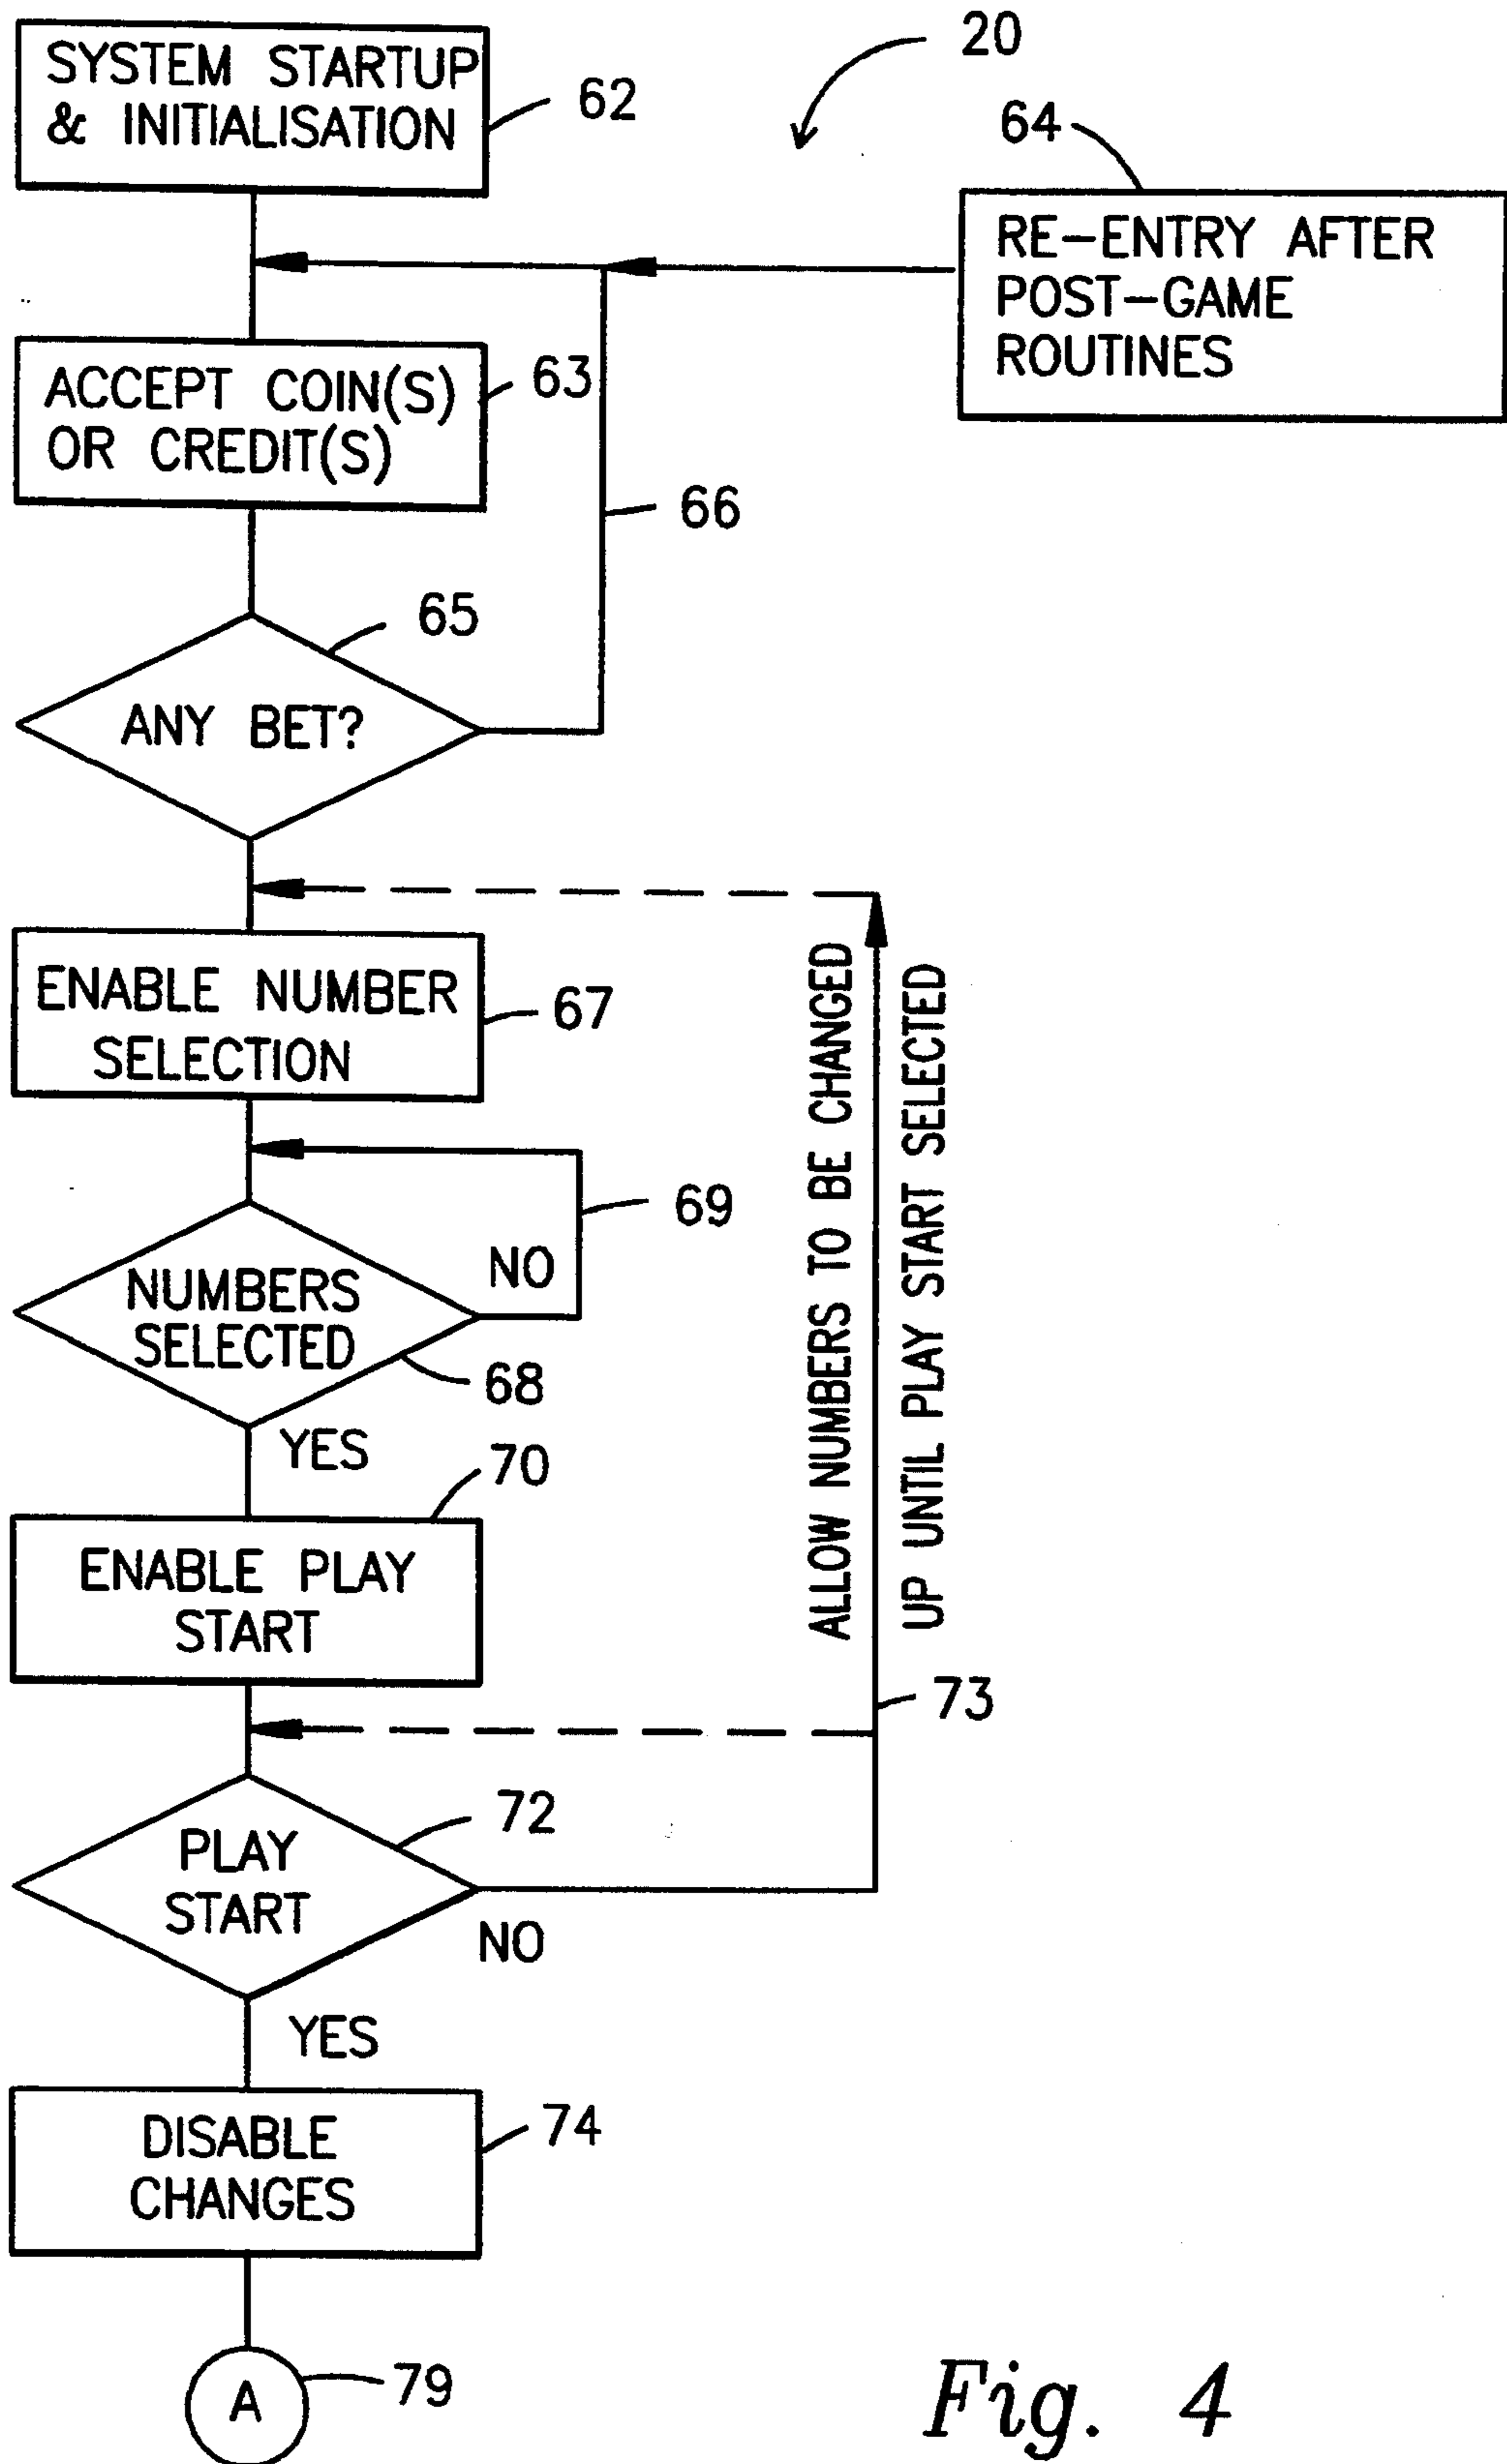 20
SYSTEM STARTUP
& INITIALISATION
62
64
RE-ENTRY AFTER
POST-GAME
ROUTINES
ACCEPT COIN(S)
OR CREDIT(S)
63
66
65
ANY BET?
ENABLE NUMBER
SELECTION
67
ALLOW NUMBERS TO BE CHANGED
UP UNTIL PLAY START SELECTED
69
NO
NUMBERS
SELECTED
68
YES
70
ENABLE PLAY
START
73
72
PLAY
START
NO
YES
DISABLE
CHANGES
74
A
79
Fig. 4